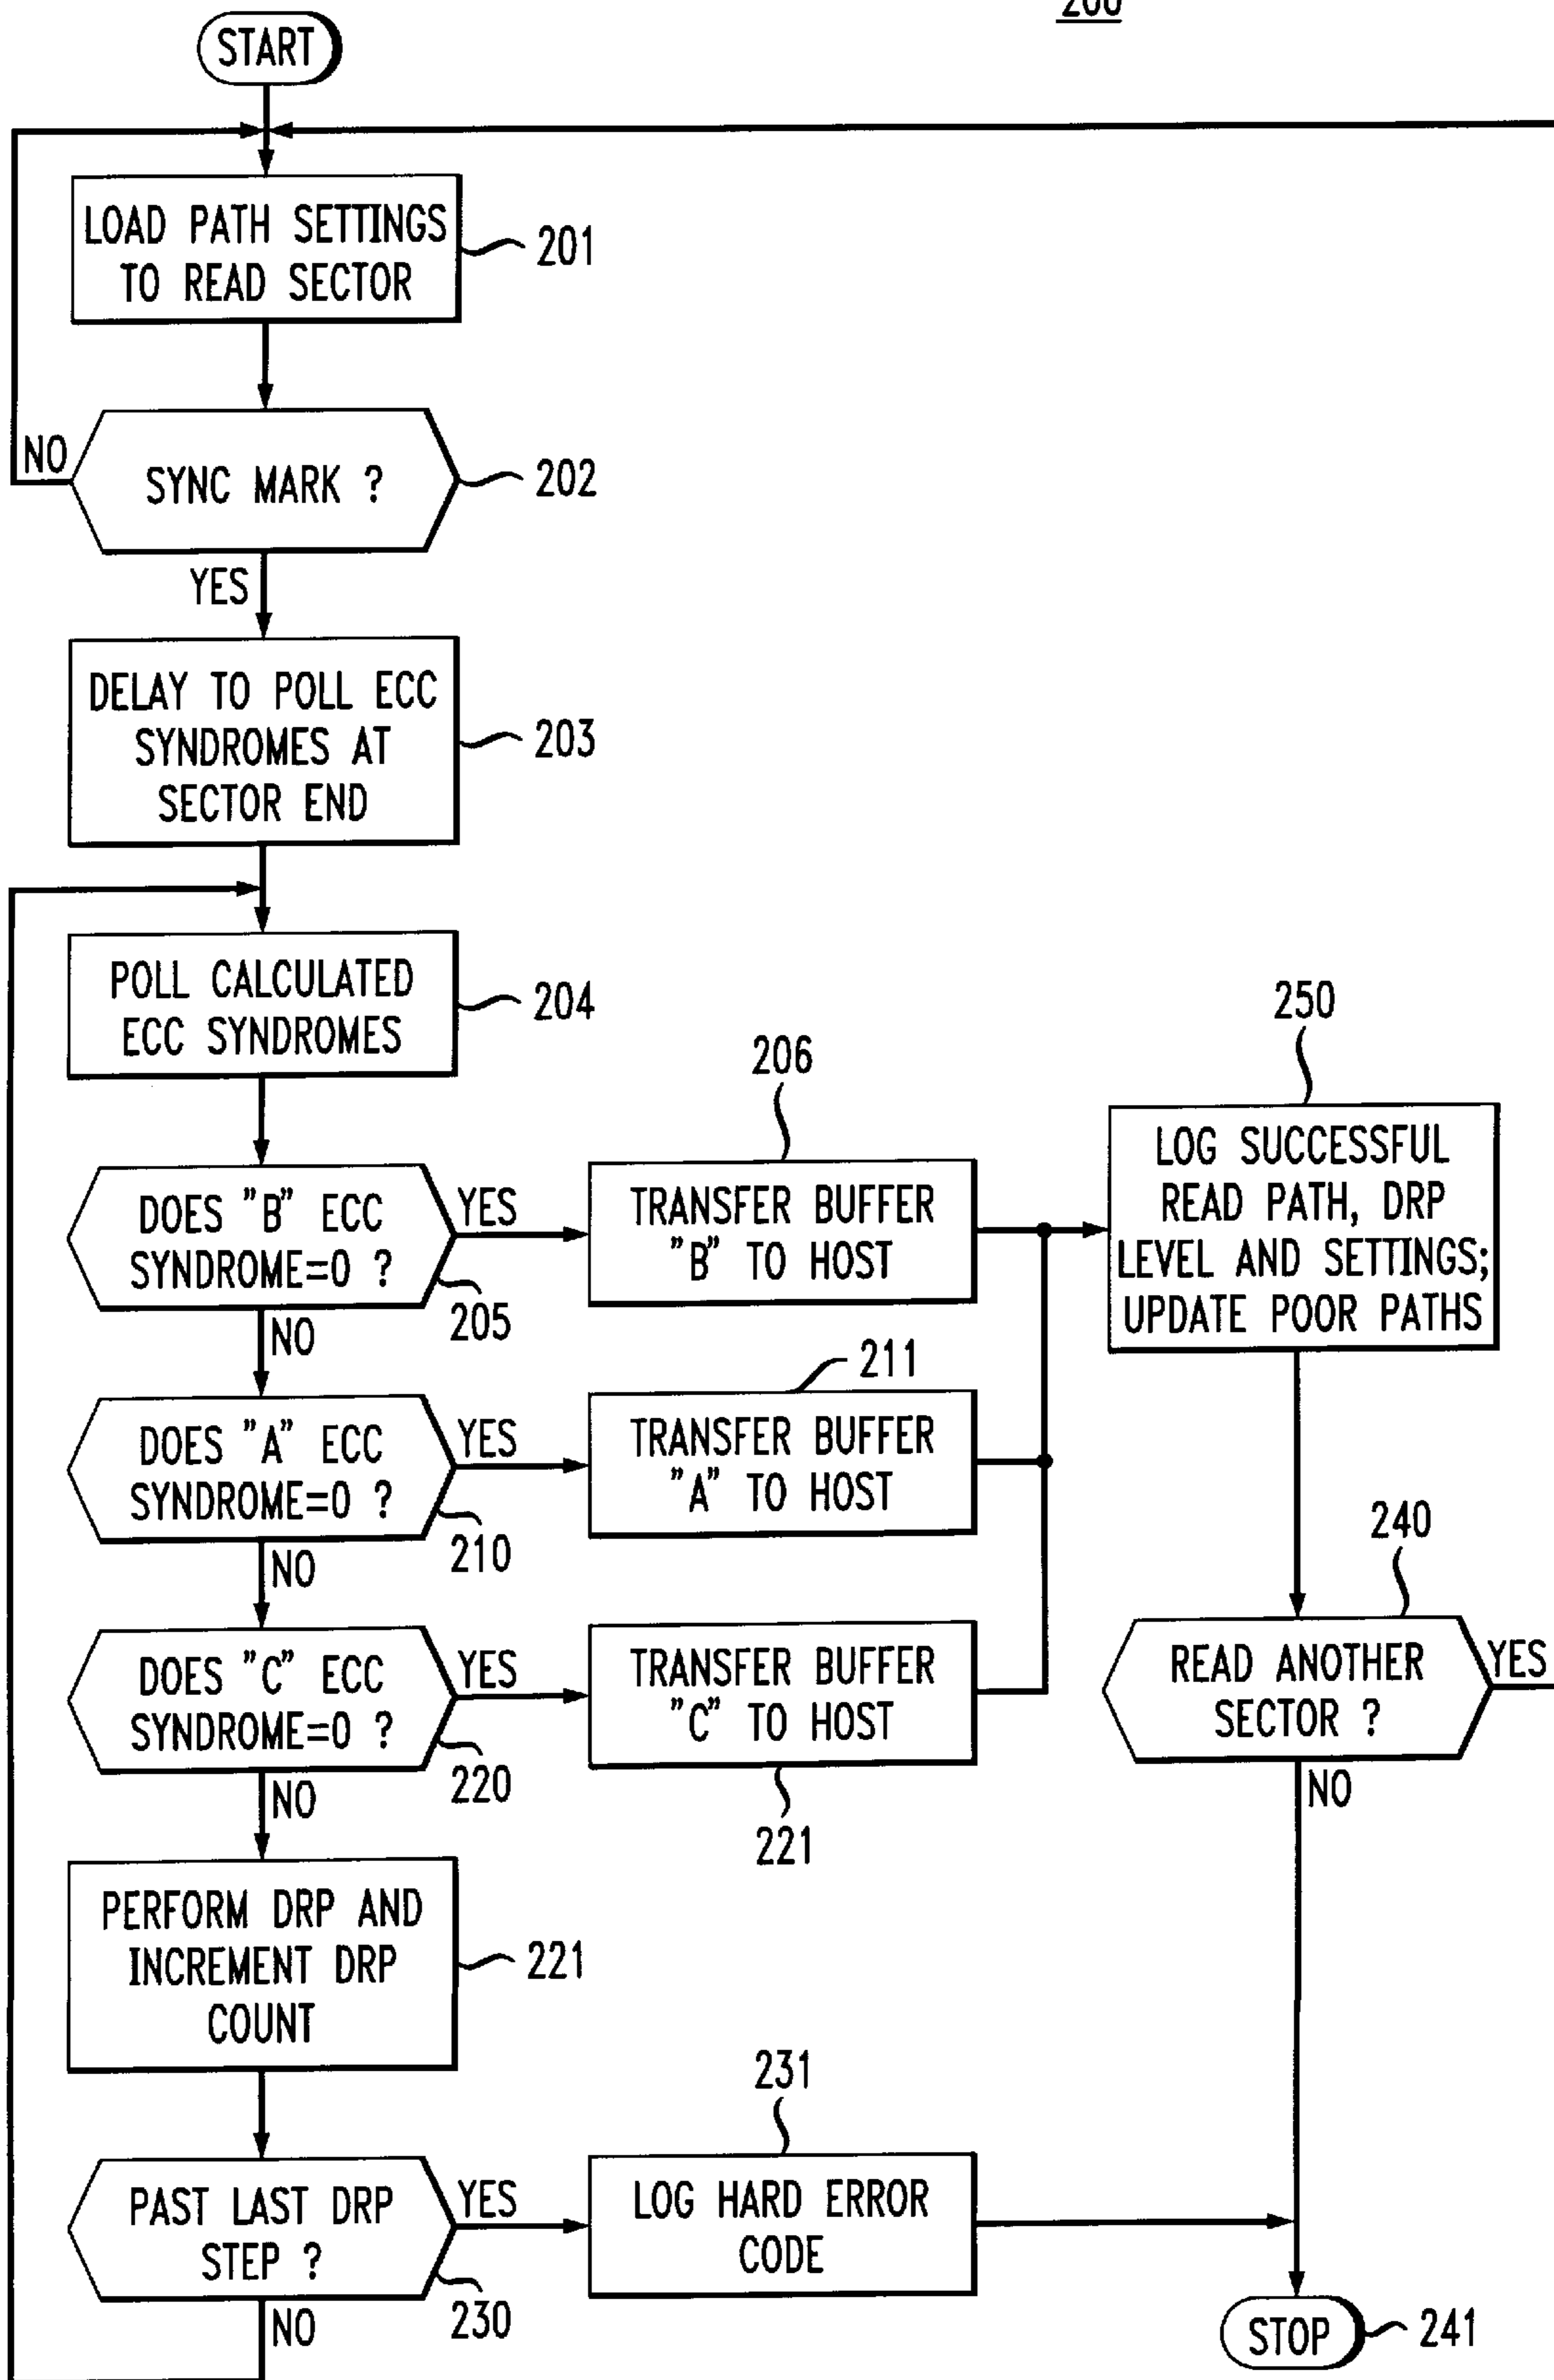 200
START
LOAD PATH SETTINGS
TO READ SECTOR
201
NO
SYNC MARK ?
202
YES
DELAY TO POLL ECC
SYNDROMES AT
SECTOR END
203
POLL CALCULATED
ECC SYNDROMES
204
DOES "B" ECC
SYNDROME=0 ?
205
YES
206
TRANSFER BUFFER
"B" TO HOST
250
LOG SUCCESSFUL
READ PATH, DRP
LEVEL AND SETTINGS;
UPDATE POOR PATHS
NO
DOES "A" ECC
SYNDROME=0 ?
210
YES
211
TRANSFER BUFFER
"A" TO HOST
NO
DOES "C" ECC
SYNDROME=0 ?
220
YES
TRANSFER BUFFER
"C" TO HOST
221
240
READ ANOTHER
SECTOR ?
YES
NO
NO
PERFORM DRP AND
INCREMENT DRP
COUNT
221
PAST LAST DRP
STEP ?
230
YES
231
LOG HARD ERROR
CODE
NO
STOP
241